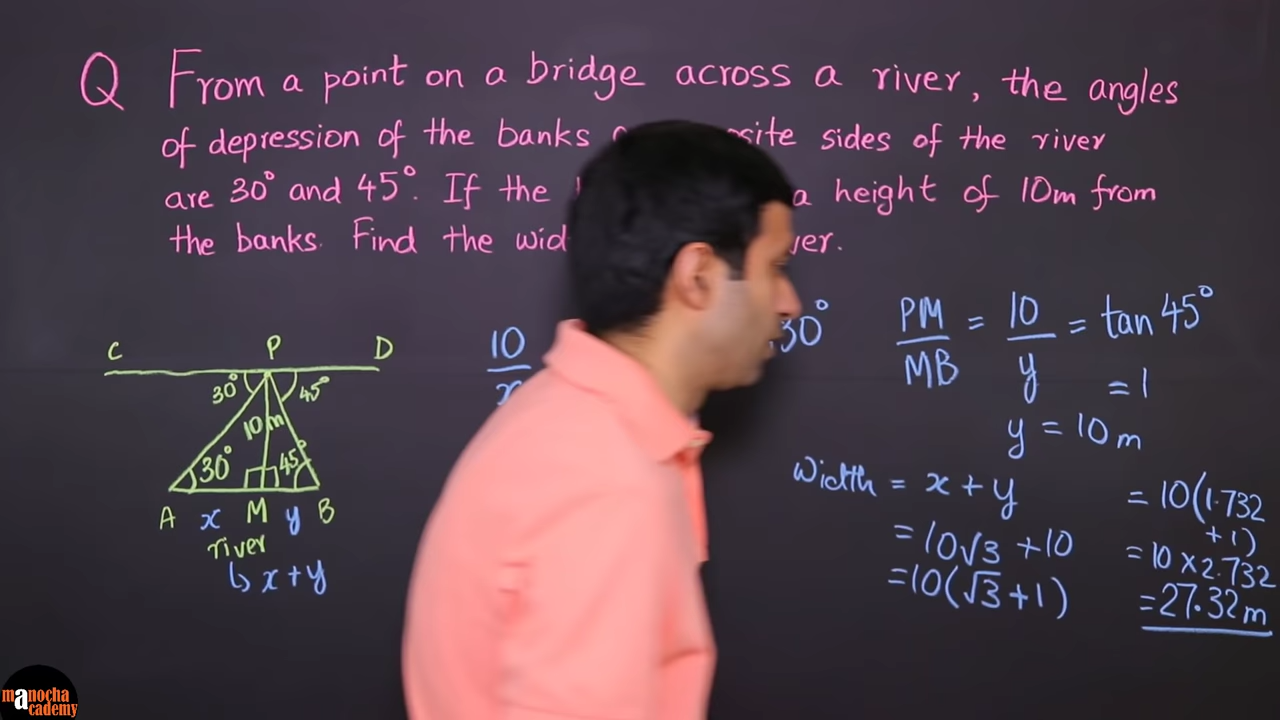 Q From a point on a bridge across a river, the angles
of depression of the banks site sides of the river
are 30° and 45°. If the a height of 10m from
the banks. Find the wid ver.
C P D
30° 45°
10m
30° 45°
A x M y B
river
↳ x+y
10
x
30°
PM/MB = 10/y = tan 45°
= 1
y = 10m
Width = x + y
= 10√3 + 10
= 10(√3+1)
= 10(1.732
+1)
= 10 × 2.732
= 27.32m
manocha
academy